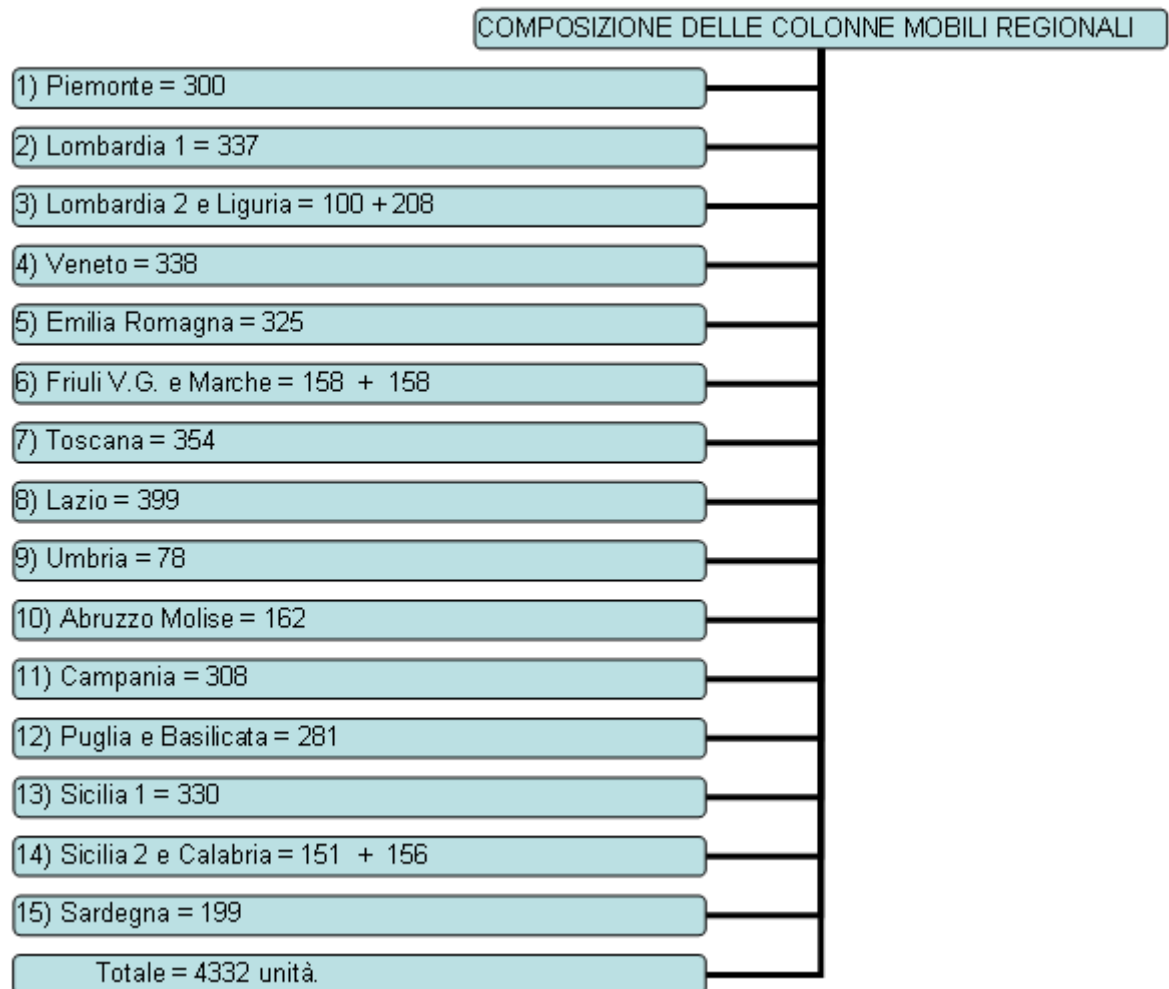 COMPOSIZIONE DELLE COLONNE MOBILI REGIONALI
1) Piemonte = 300
2) Lombardia 1 = 337
3) Lombardia 2 e Liguria = 100 + 208
4) Veneto = 338
5) Emilia Romagna = 325
6) Friuli V.G. e Marche = 158 + 158
7) Toscana = 354
8) Lazio = 399
9) Umbria = 78
10) Abruzzo Molise = 162
11) Campania = 308
12) Puglia e Basilicata = 281
13) Sicilia 1 = 330
14) Sicilia 2 e Calabria = 151 + 156
15) Sardegna = 199
Totale = 4332 unità.